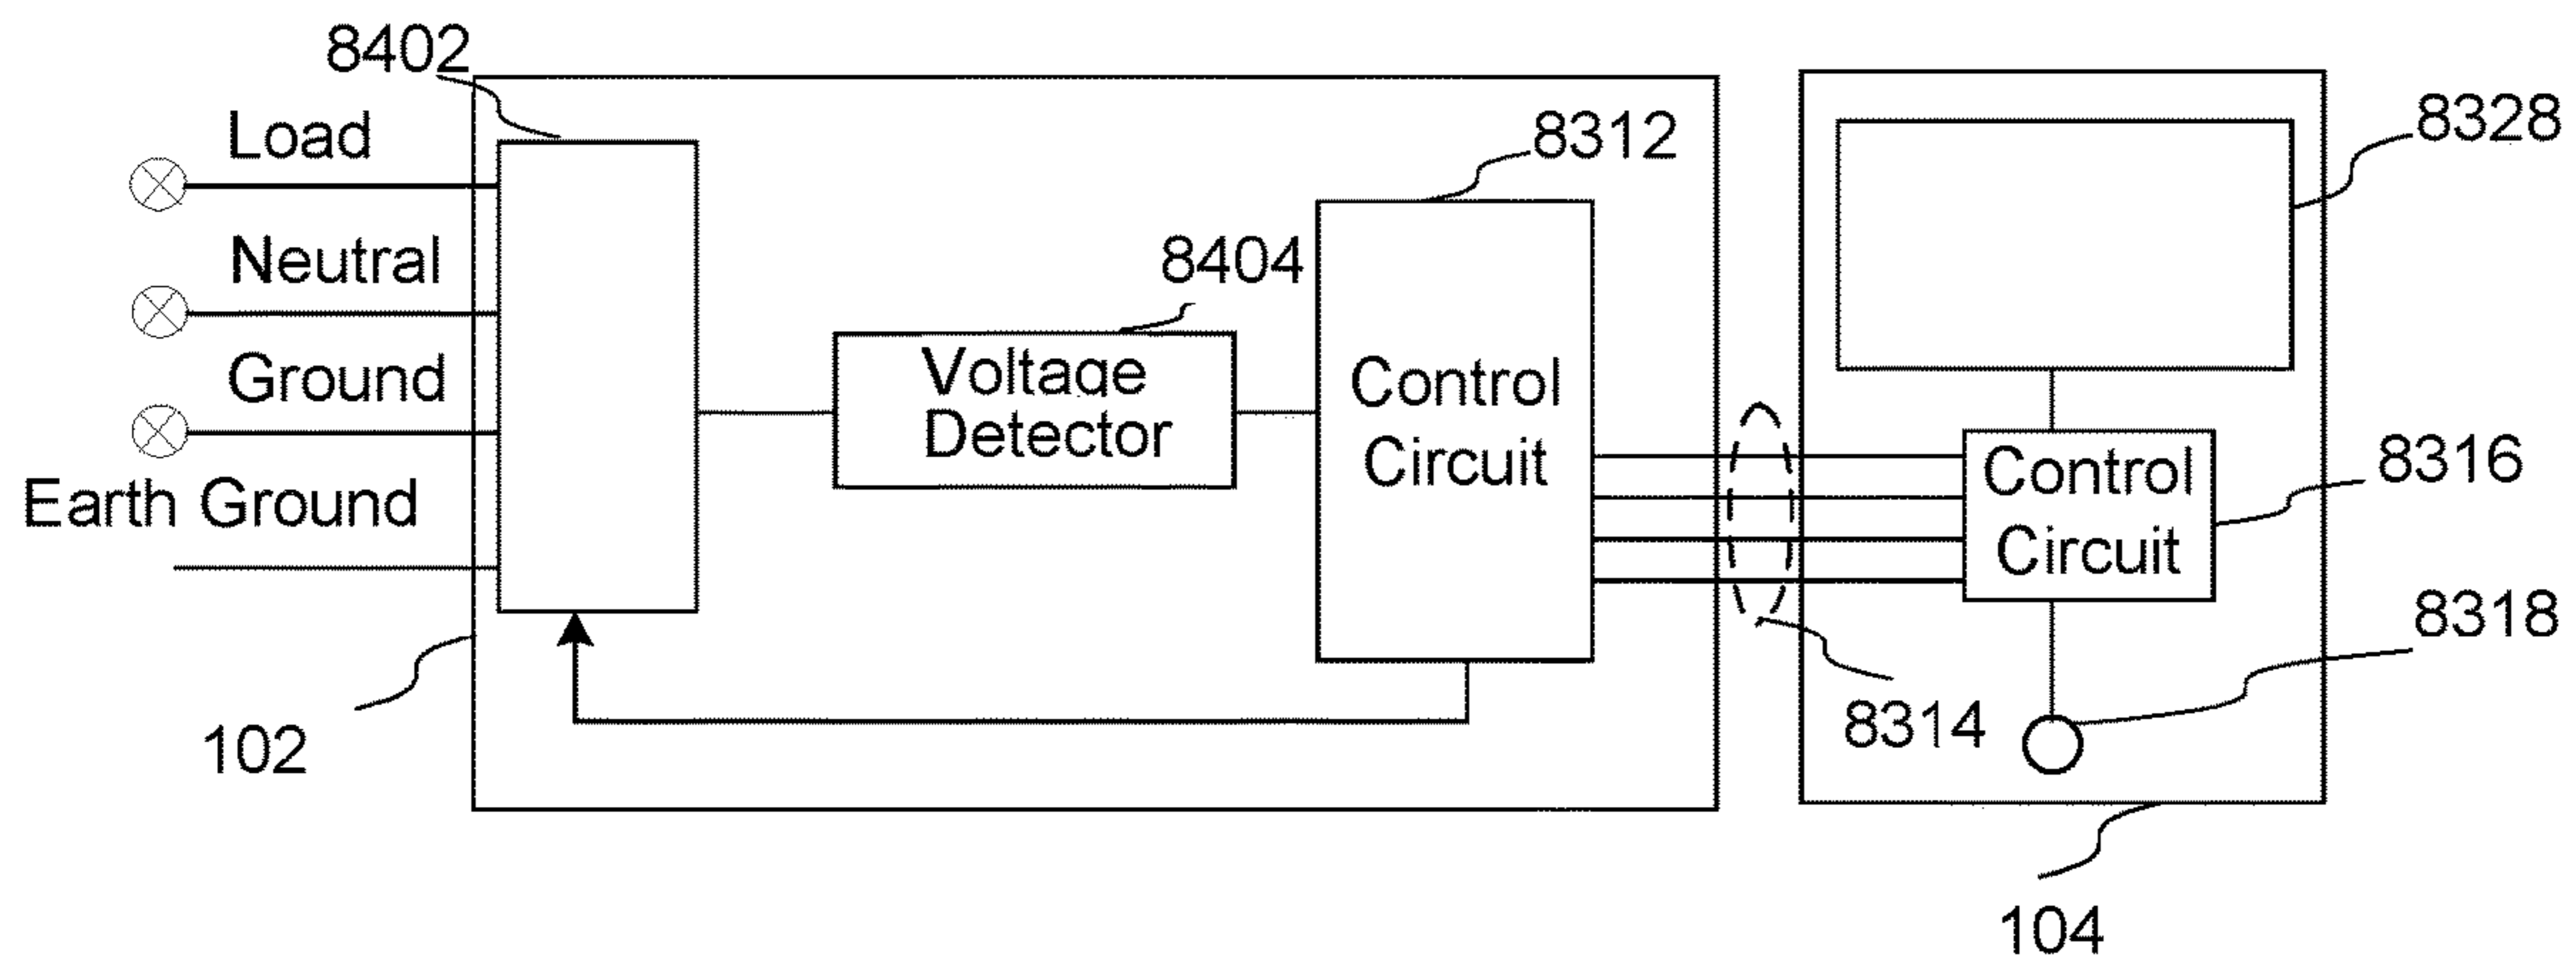 8402
Load
Neutral
Ground
Earth Ground
102
8404
Voltage
Detector
8312
Control
Circuit
8314
8328
Control
Circuit
8316
8318
104